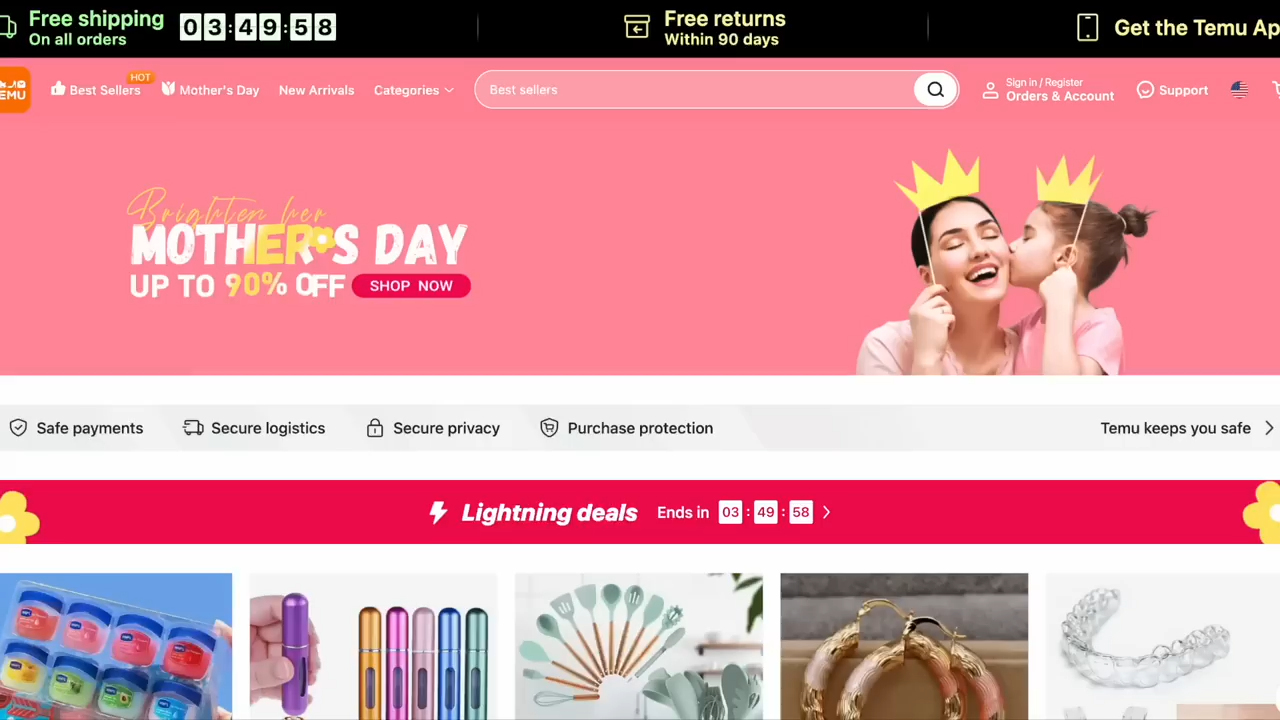 Free shipping
On all orders
03:49:58
Free returns
Within 90 days
Get the Temu Ap
EMU
Best Sellers
HOT
Mother's Day
New Arrivals
Categories
Best sellers
Sign in / Register
Orders & Account
Support
Brighten her
MOTHER'S DAY
UP TO 90% OFF
SHOP NOW
Safe payments
Secure logistics
Secure privacy
Purchase protection
Temu keeps you safe
Lightning deals
Ends in 03 : 49 : 58